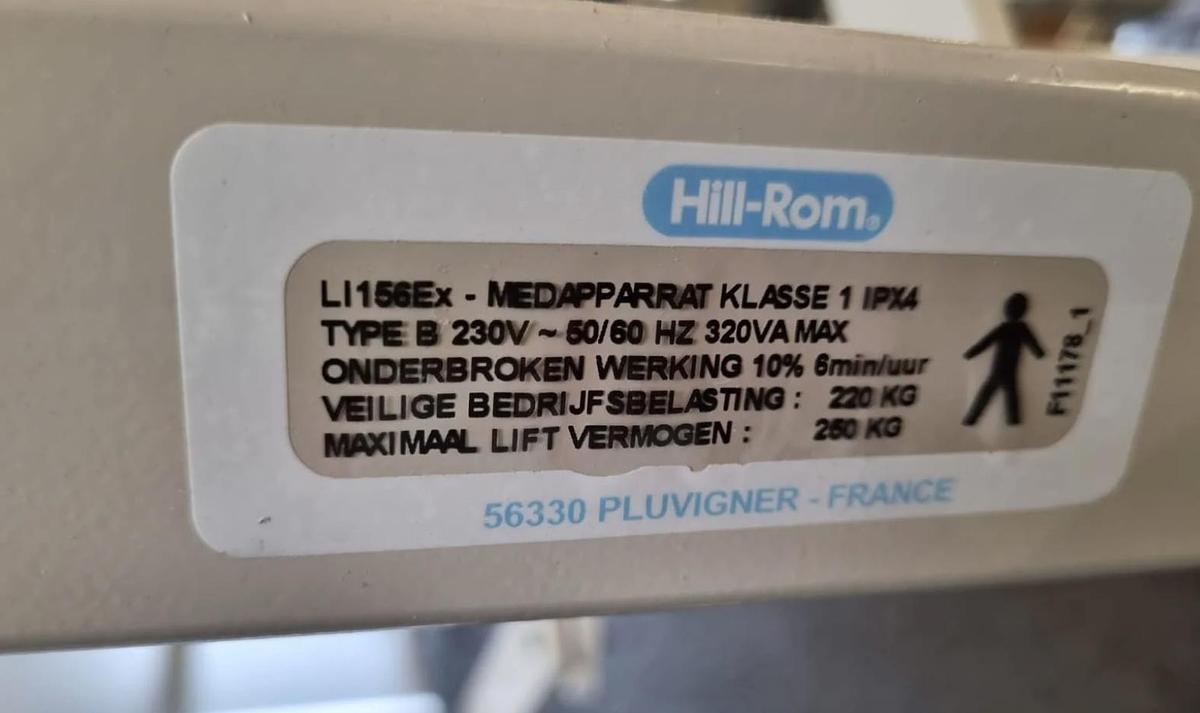 Hill-Rom®
LI156Ex - MEDAPPARRAT KLASSE 1 IPX4
TYPE B 230V ~ 50/60 HZ 320VA MAX
ONDERBROKEN WERKING 10% 6min/uur
VEILIGE BEDRIJFSBELASTING : 220 KG
MAXIMAAL LIFT VERMOGEN : 250 KG
F11178_1
56330 PLUVIGNER - FRANCE